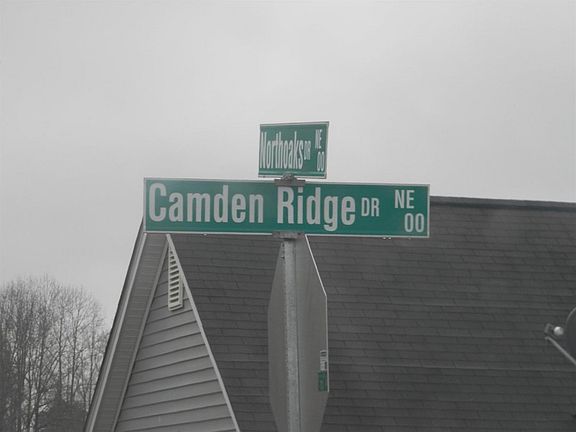 Northoaks DR NE 00
Camden Ridge DR NE 00